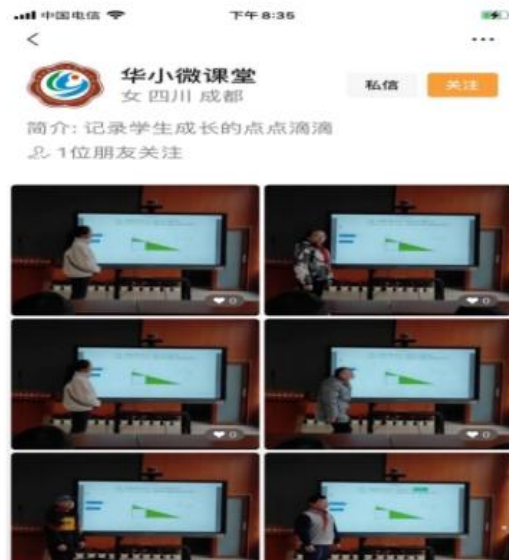 中国电信
下午8:35
华小微课堂
女 四川 成都
私信
关注
简介: 记录学生成长的点点滴滴
1位朋友关注
0
0
0
0